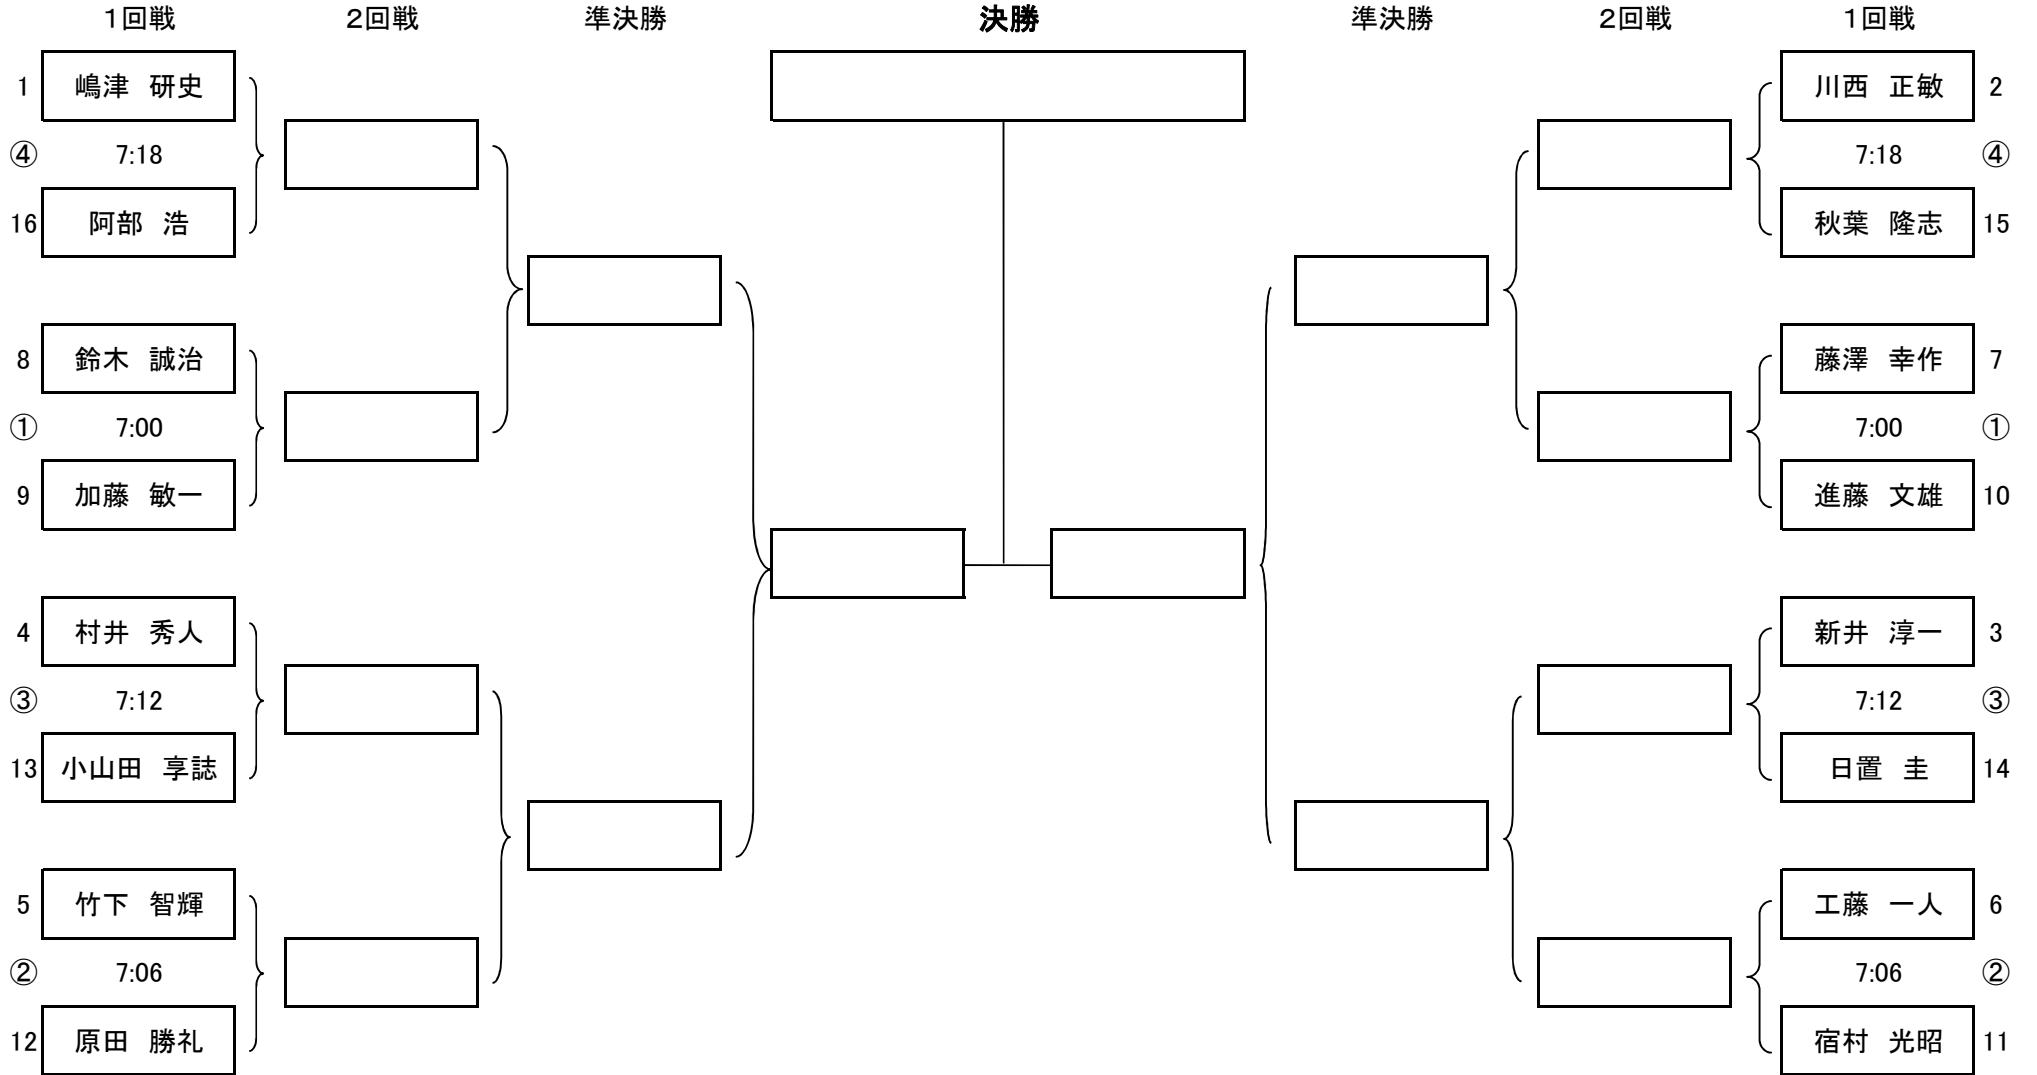 1回戦 2回戦 準決勝 決勝 準決勝 2回戦 1回戦
1 嶋津 研史 川西 正敏 2
④ 7:18 7:18 ④
16 阿部 浩 秋葉 隆志 15
8 鈴木 誠治 藤澤 幸作 7
① 7:00 7:00 ①
9 加藤 敏一 進藤 文雄 10
4 村井 秀人 新井 淳一 3
③ 7:12 7:12 ③
13 小山田 享誌 日置 圭 14
5 竹下 智輝 工藤 一人 6
② 7:06 7:06 ②
12 原田 勝礼 宿村 光昭 11